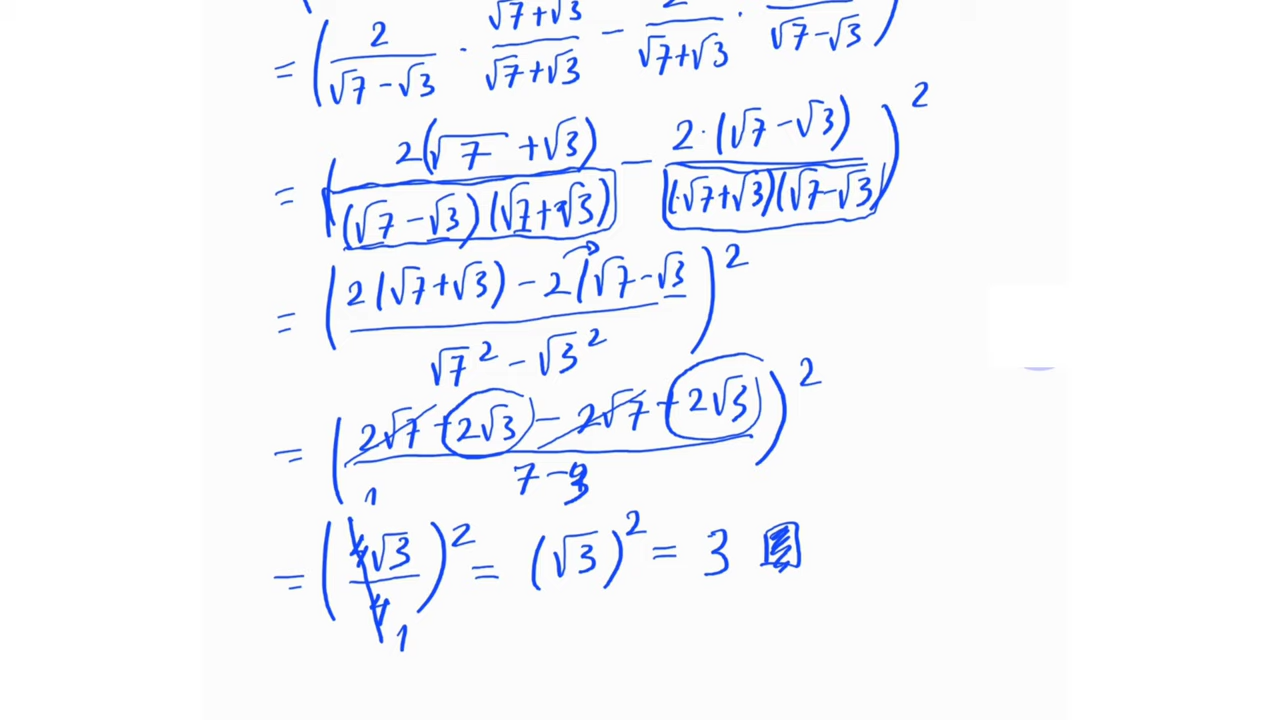 = (2/(√7-√3) · (√7+√3)/(√7+√3) - 2/(√7+√3) · /(√7-√3))
= (2(√7+√3)/((√7-√3)(√7+√3)) - 2·(√7-√3)/((√7+√3)(√7-√3)))²
= ((2(√7+√3) - 2(√7-√3)/(√7² - √3²))²
= ((2√7+2√3-2√7+2√3)/(7-3))²
1
= (4√3/4)² = (√3)² = 3
1